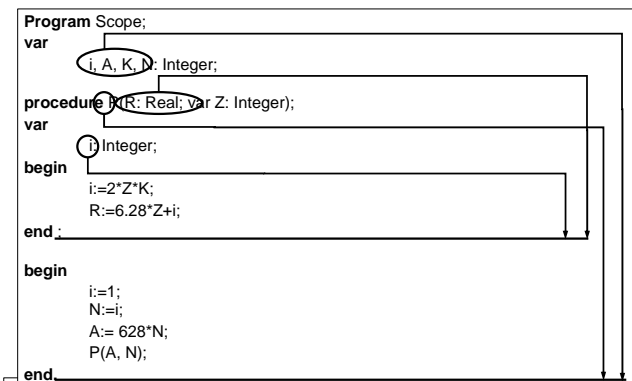 Program Scope;
var
i, A, K, N: Integer;
procedure P(R: Real; var Z: Integer);
var
i: Integer;
begin
i:=2*Z*K;
R:=6.28*Z+i;
end ;
begin
i:=1;
N:=i;
A:= 628*N;
P(A, N);
end.